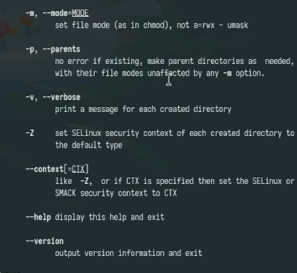 -m, --mode=MODE
set file mode (as in chmod), not a=rwx - umask
-p, --parents
no error if existing, make parent directories as needed,
with their file modes unaffected by any -m option.
-v, --verbose
print a message for each created directory
-Z set SELinux security context of each created directory to
the default type
--context[=CTX]
like -Z, or if CTX is specified then set the SELinux or
SMACK security context to CTX
--help display this help and exit
--version
output version information and exit